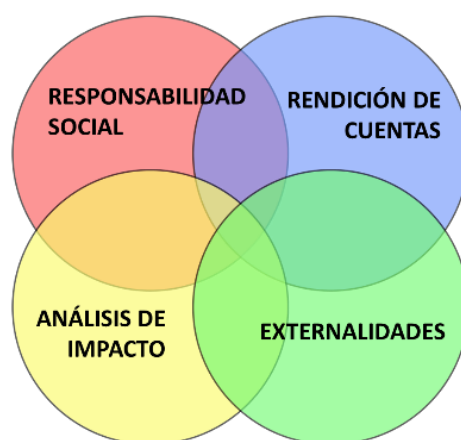 RESPONSABILIDAD
SOCIAL
RENDICIÓN DE
CUENTAS
ANÁLISIS DE
IMPACTO
EXTERNALIDADES